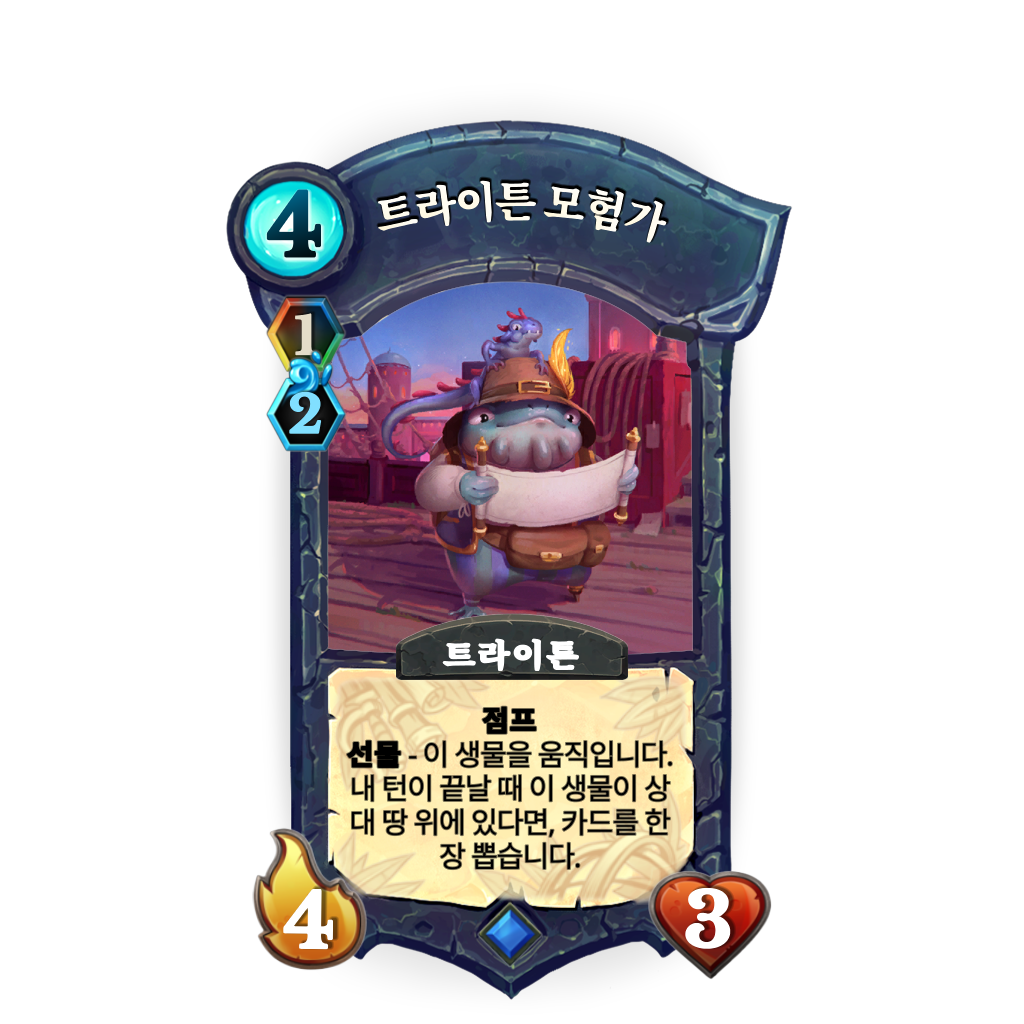 4
트라이튼 모험가
1
2
트라이튼
점프
선물 - 이 생물을 움직입니다.
내 턴이 끝날 때 이 생물이 상
대 땅 위에 있다면, 카드를 한
장 뽑습니다.
4
3